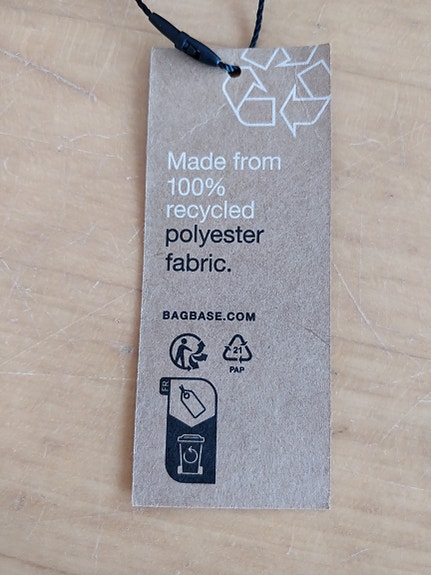 Made from
100%
recycled
polyester
fabric.
BAGBASE.COM
21
PAP
FR